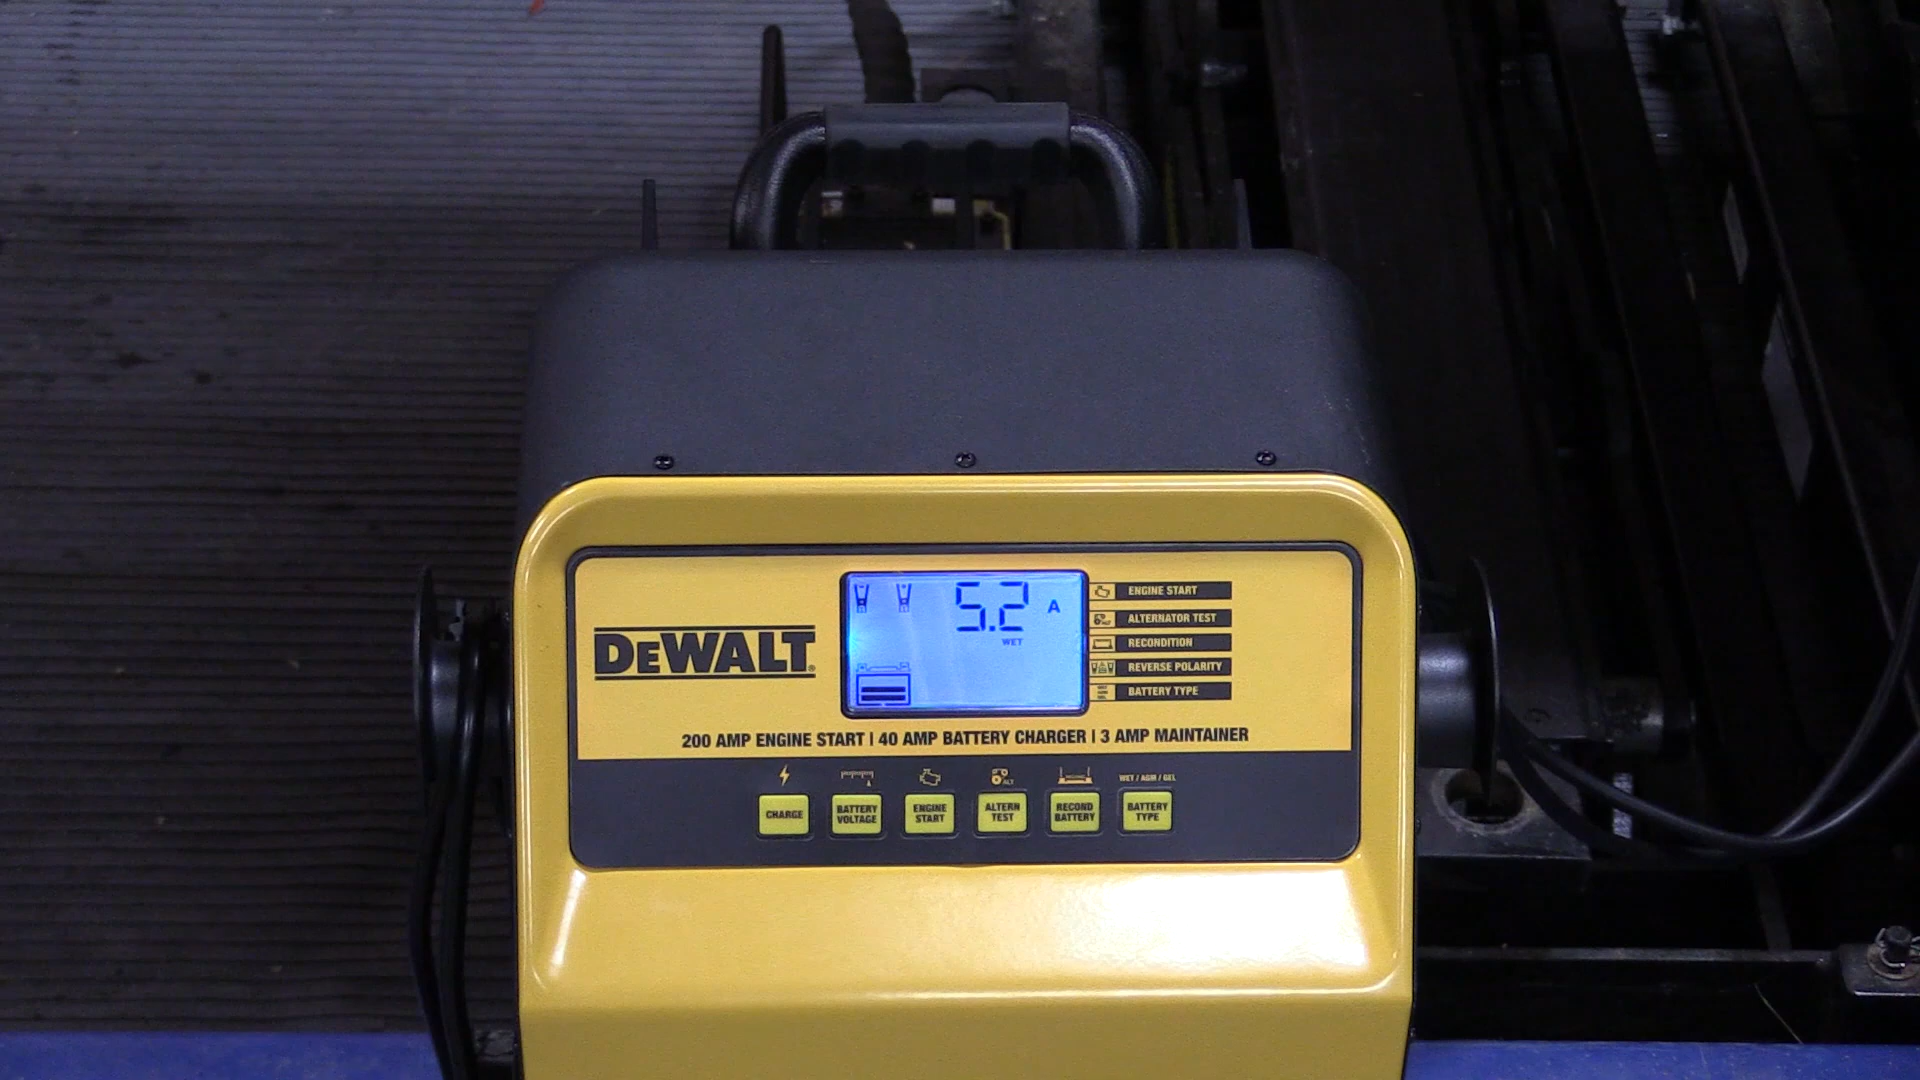 5.2 A
WET
DEWALT®
ENGINE START
ALTERNATOR TEST
RECONDITION
REVERSE POLARITY
BATTERY TYPE
200 AMP ENGINE START | 40 AMP BATTERY CHARGER | 3 AMP MAINTAINER
ALT
WET / AGM / GEL
CHARGE
BATTERY VOLTAGE
ENGINE START
ALTERN TEST
RECOND BATTERY
BATTERY TYPE